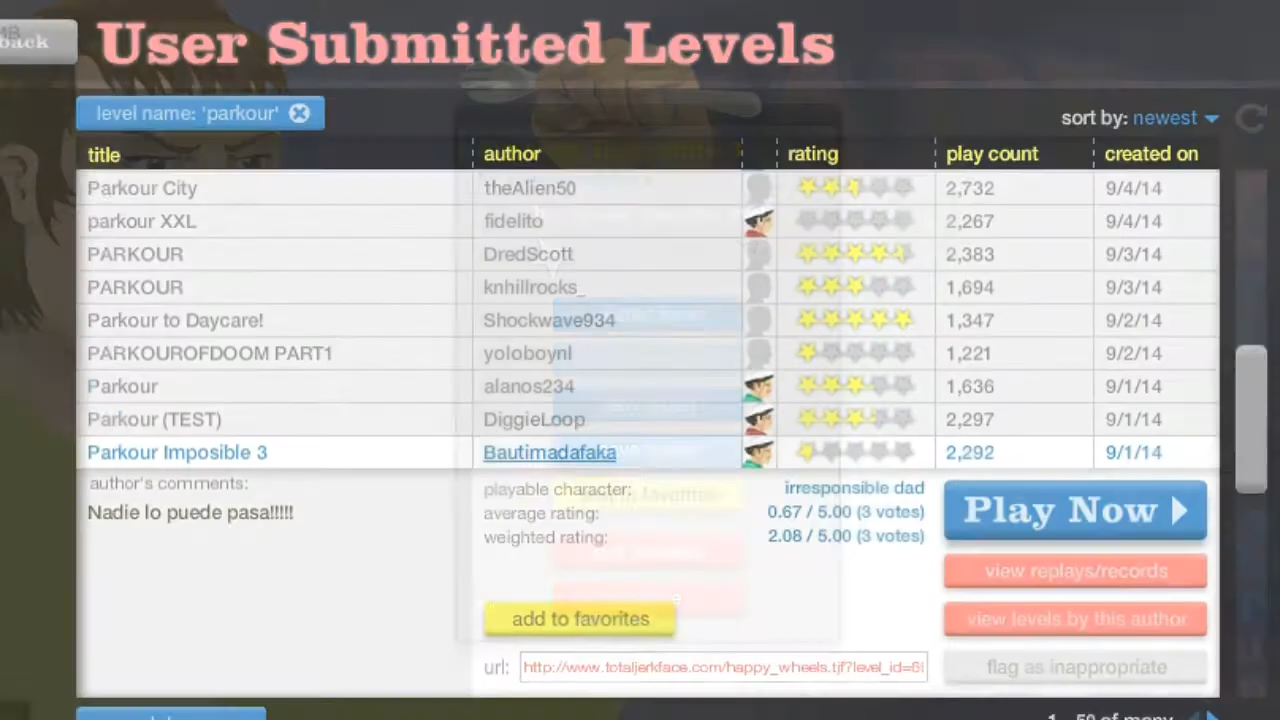 back
User Submitted Levels
level name: 'parkour'
sort by: newest
title author rating play count created on
Parkour City theAlien50 2,732 9/4/14
parkour XXL fidelito 2,267 9/4/14
PARKOUR DredScott 2,383 9/3/14
PARKOUR knhillrocks_ 1,694 9/3/14
Parkour to Daycare! Shockwave934 1,347 9/2/14
PARKOUROFDOOM PART1 yoloboynl 1,221 9/2/14
Parkour alanos234 1,636 9/1/14
Parkour (TEST) DiggieLoop 2,297 9/1/14
Parkour Imposible 3 Bautimadafaka 2,292 9/1/14
author's comments:
Nadie lo puede pasa!!!!!
playable character: irresponsible dad
average rating: 0.67 / 5.00 (3 votes)
weighted rating: 2.08 / 5.00 (3 votes)
Play Now
view replays/records
add to favorites
view levels by this author
url: http://www.totaljerkface.com/happy_wheels.tjf?level_id=6
flag as inappropriate
1 - 50 of many